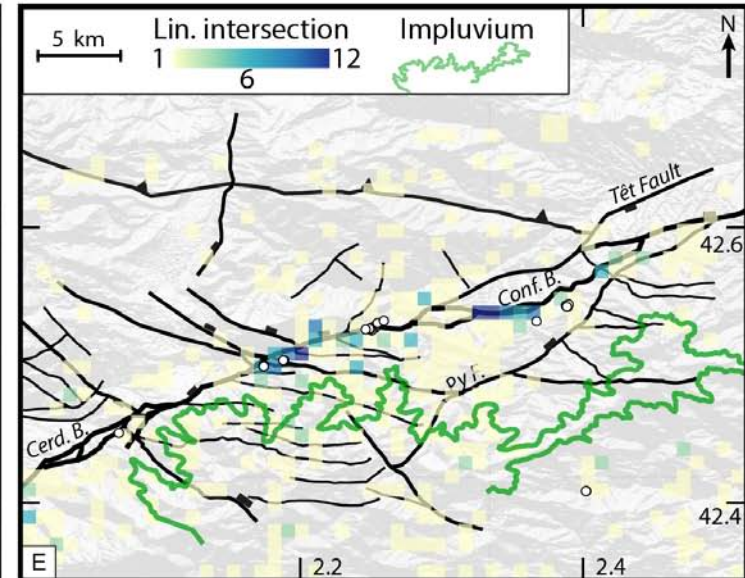 5 km
Lin. intersection
Impluvium
1
12
6
N
Têt Fault
42.6
Conf. B.
Py F.
Cerd. B.
42.4
E
2.2
2.4